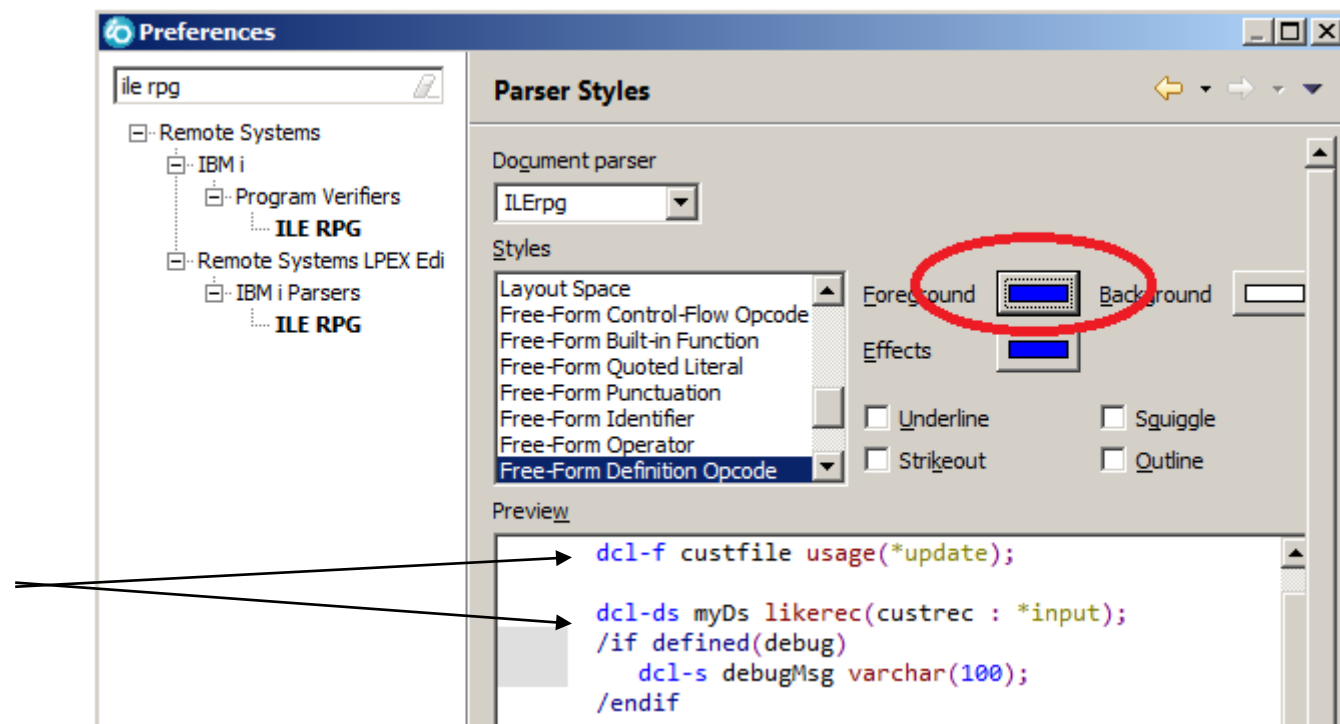 Preferences
ile rpg
Remote Systems
IBM i
Program Verifiers
ILE RPG
Remote Systems LPEX Edi
IBM i Parsers
ILE RPG
Parser Styles
Document parser
ILErpg
Styles
Layout Space
Free-Form Control-Flow Opcode
Free-Form Built-in Function
Free-Form Quoted Literal
Free-Form Punctuation
Free-Form Identifier
Free-Form Operator
Free-Form Definition Opcode
Foreground
Background
Effects
Underline
Squiggle
Strikeout
Outline
Preview
dcl-f custfile usage(*update);
dcl-ds myDs likerec(custrec : *input);
/if defined(debug)
dcl-s debugMsg varchar(100);
/endif